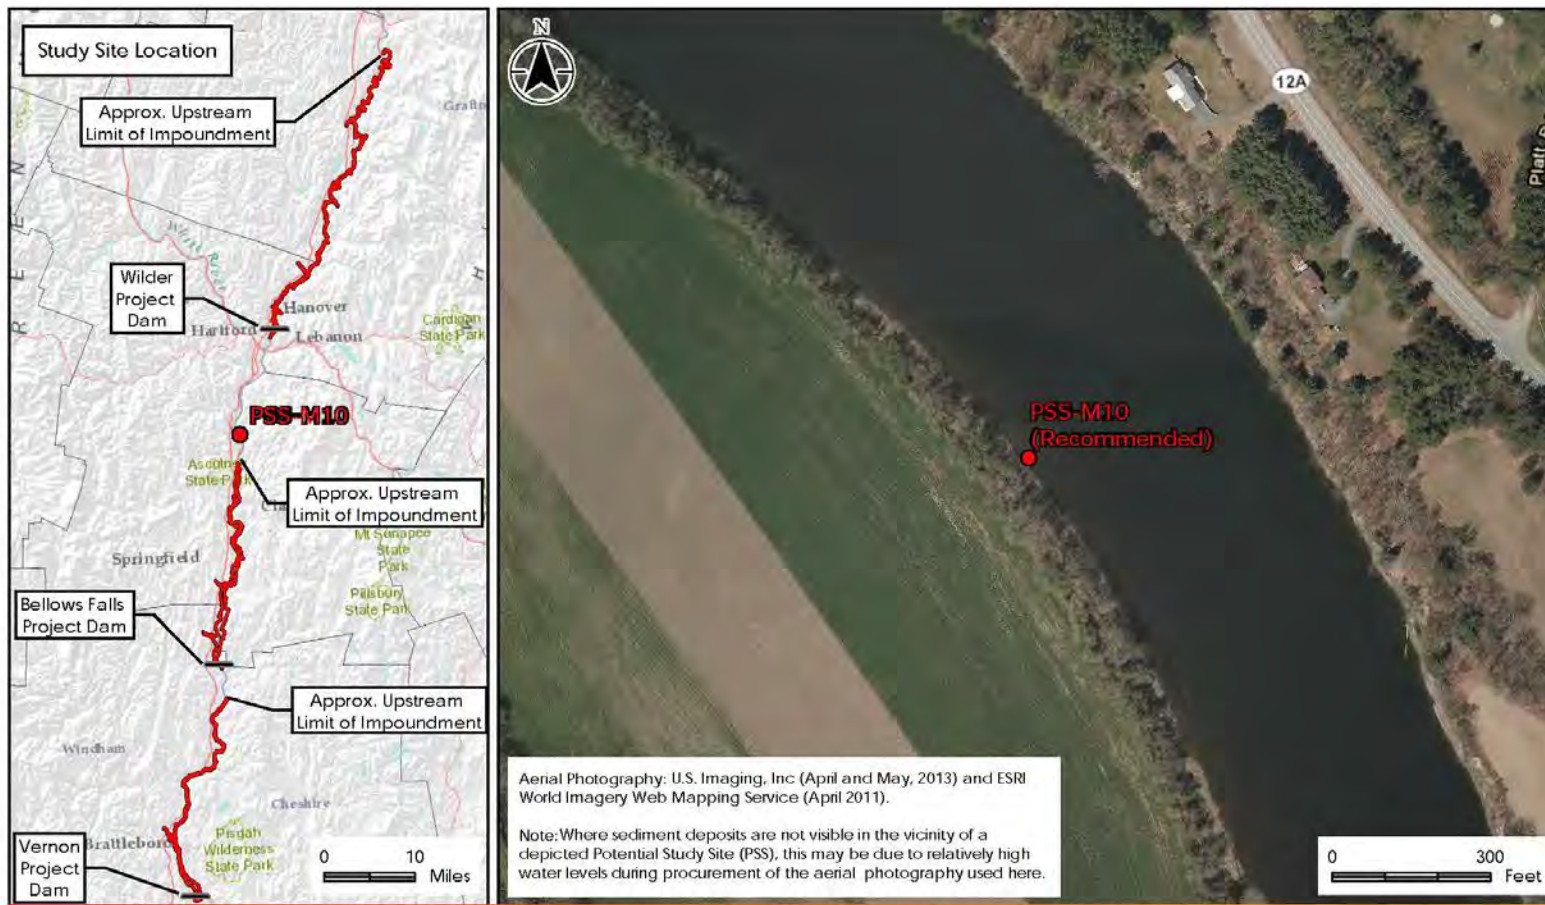 Study Site Location
Approx. Upstream
Limit of Impoundment
White River
Wilder
Project
Dam
Hanover
Hartford
Lebanon
Cardigan
State Park
PSS-M10
State Park
Approx. Upstream
Limit of Impoundment
Mt Sunapee
State
Park
Springfield
Pillsbury
State Park
Bellows Falls
Project Dam
Approx. Upstream
Limit of Impoundment
Windham
Cheshire
Brattleboro
Pisgah
Wilderness
State Park
Vernon
Project
Dam
0 10
Miles
N
12A
Platt
PSS-M10
(Recommended)
Aerial Photography: U.S. Imaging, Inc (April and May, 2013) and ESRI
World Imagery Web Mapping Service (April 2011).
Note: Where sediment deposits are not visible in the vicinity of a
depicted Potential Study Site (PSS), this may be due to relatively high
water levels during procurement of the aerial photography used here.
0 300
Feet